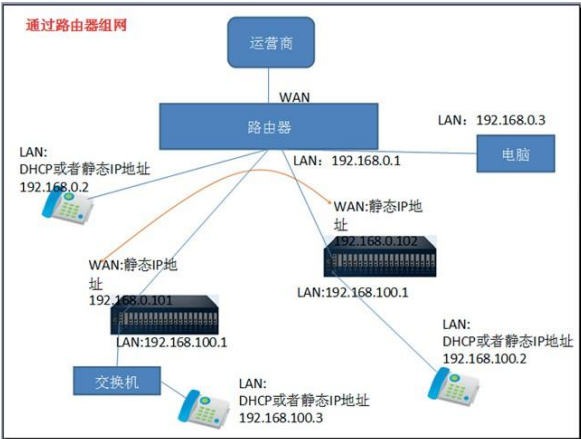 通过路由器组网
运营商
WAN
路由器
LAN：192.168.0.3
电脑
LAN：192.168.0.1
LAN:
DHCP或者静态IP地址
192.168.0.2
WAN:静态IP地
址
192.168.0.102
WAN:静态IP地
址
192.168.0.101
LAN:192.168.100.1
LAN:192.168.100.1
LAN:
DHCP或者静态IP地址
192.168.100.2
交换机
LAN:
DHCP或者静态IP地址
192.168.100.3